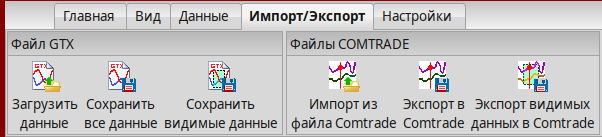 Главная Вид Данные Импорт/Экспорт Настройки
Файл GTX Файлы COMTRADE
GTX GTX GTX
Загрузить Сохранить Сохранить Импорт из Экспорт в Экспорт видимых
данные все данные видимые данные файла Comtrade Comtrade данных в Comtrade